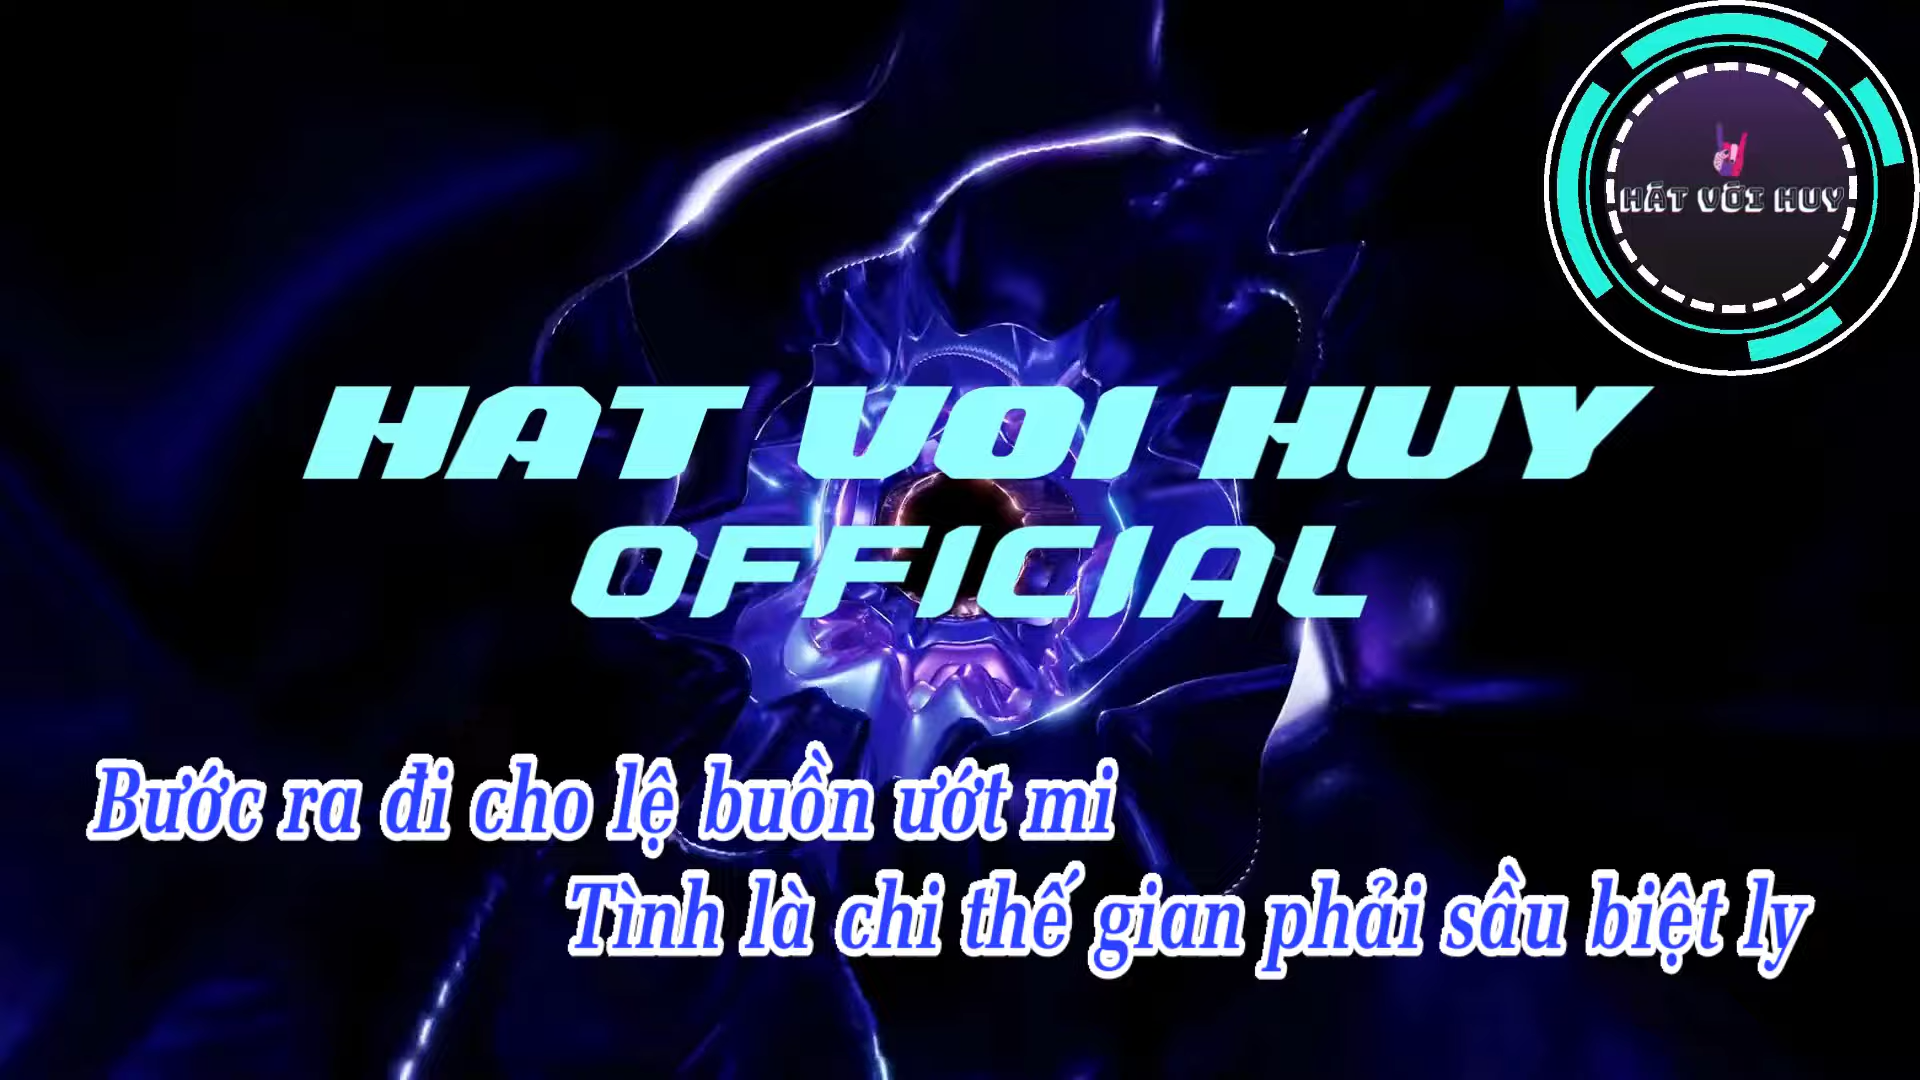 HÁT VỚI HUY
HAT VOI HUY
OFFICIAL
Bước ra đi cho lệ buồn ướt mi
Tình là chi thế gian phải sầu biệt ly